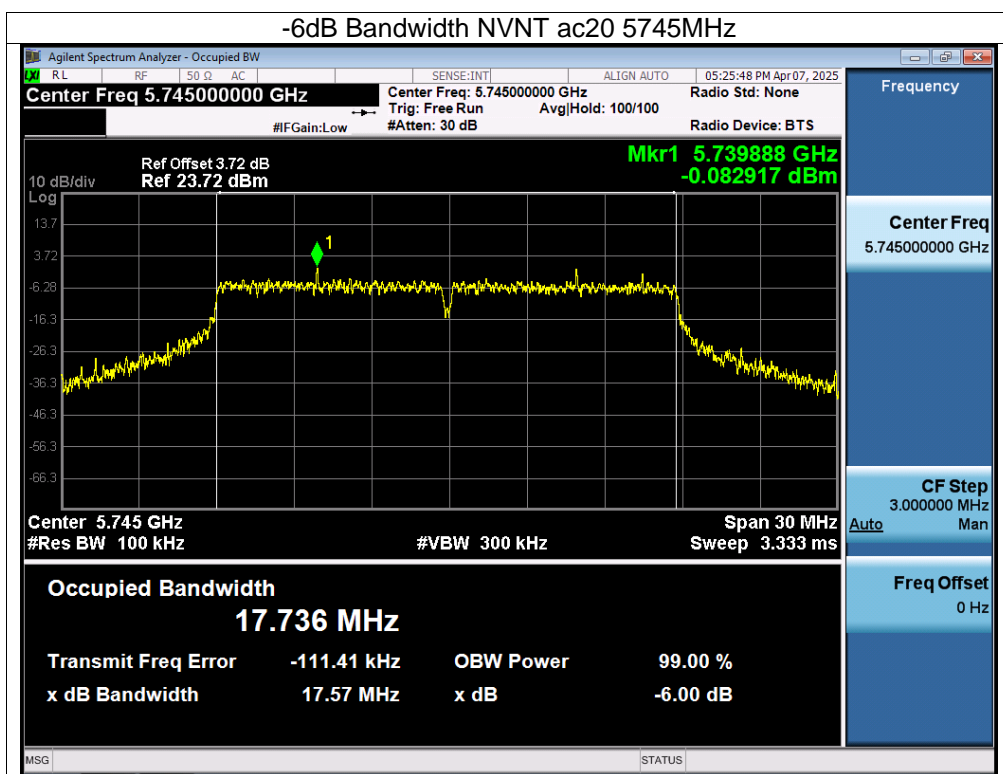 -6dB Bandwidth NVNT ac20 5745MHz
Agilent Spectrum Analyzer - Occupied BW
LXI RL RF 50 Ω AC SENSE:INT ALIGN AUTO 05:25:48 PM Apr 07, 2025
Center Freq 5.745000000 GHz
Center Freq: 5.745000000 GHz Radio Std: None
Trig: Free Run Avg|Hold: 100/100
#IFGain:Low #Atten: 30 dB Radio Device: BTS
Mkr1 5.739888 GHz
-0.082917 dBm
Ref Offset 3.72 dB
10 dB/div Ref 23.72 dBm
Log
13.7
3.72
-6.28
-16.3
-26.3
-36.3
-46.3
-56.3
-66.3
1
Center 5.745 GHz Span 30 MHz
#Res BW 100 kHz #VBW 300 kHz Sweep 3.333 ms
Occupied Bandwidth
17.736 MHz
Transmit Freq Error -111.41 kHz OBW Power 99.00 %
x dB Bandwidth 17.57 MHz x dB -6.00 dB
Frequency
Center Freq
5.745000000 GHz
CF Step
3.000000 MHz
Auto Man
Freq Offset
0 Hz
MSG STATUS